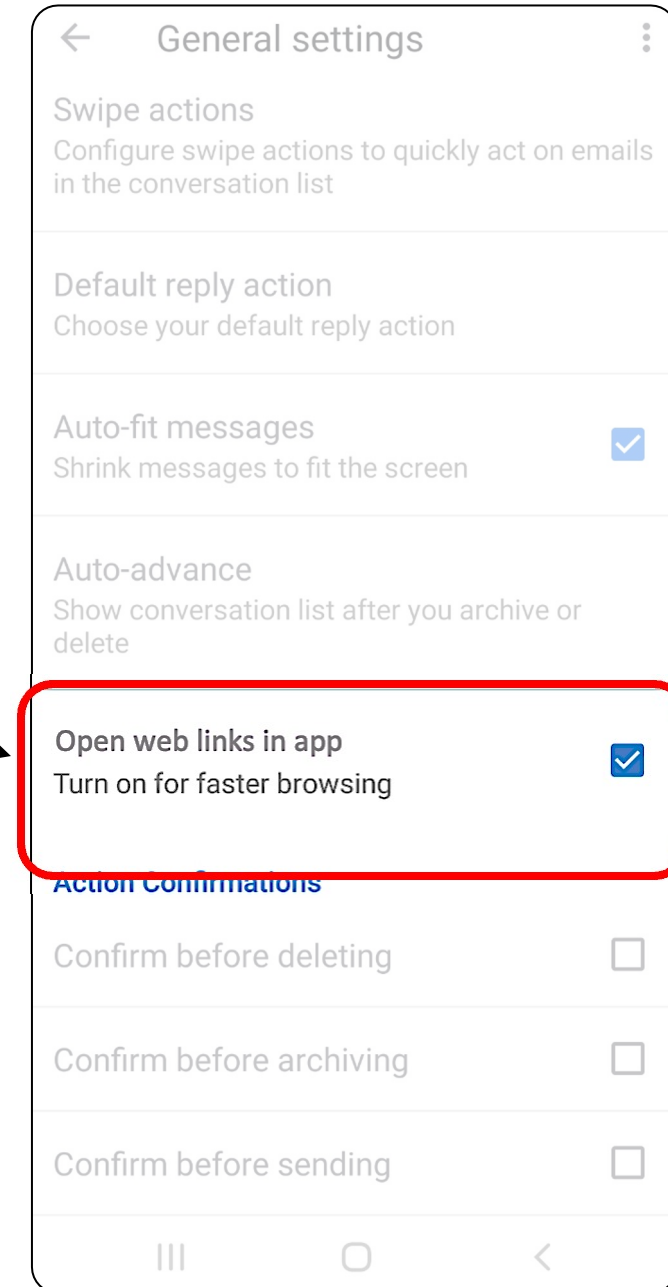 General settings
Swipe actions
Configure swipe actions to quickly act on emails
in the conversation list
Default reply action
Choose your default reply action
Auto-fit messages
Shrink messages to fit the screen
Auto-advance
Show conversation list after you archive or
delete
Open web links in app
Turn on for faster browsing
Action Confirmations
Confirm before deleting
Confirm before archiving
Confirm before sending